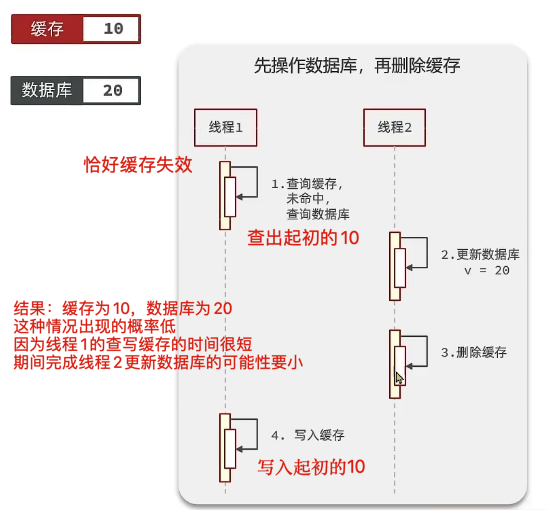 缓存 10
数据库 20
先操作数据库，再删除缓存
线程1
线程2
恰好缓存失效
1.查询缓存，
未命中，
查询数据库
查出起初的10
2.更新数据库
v = 20
结果：缓存为10，数据库为20
这种情况出现的概率低
因为线程1的查写缓存的时间很短
期间完成线程2更新数据库的可能性要小
3.删除缓存
4. 写入缓存
写入起初的10